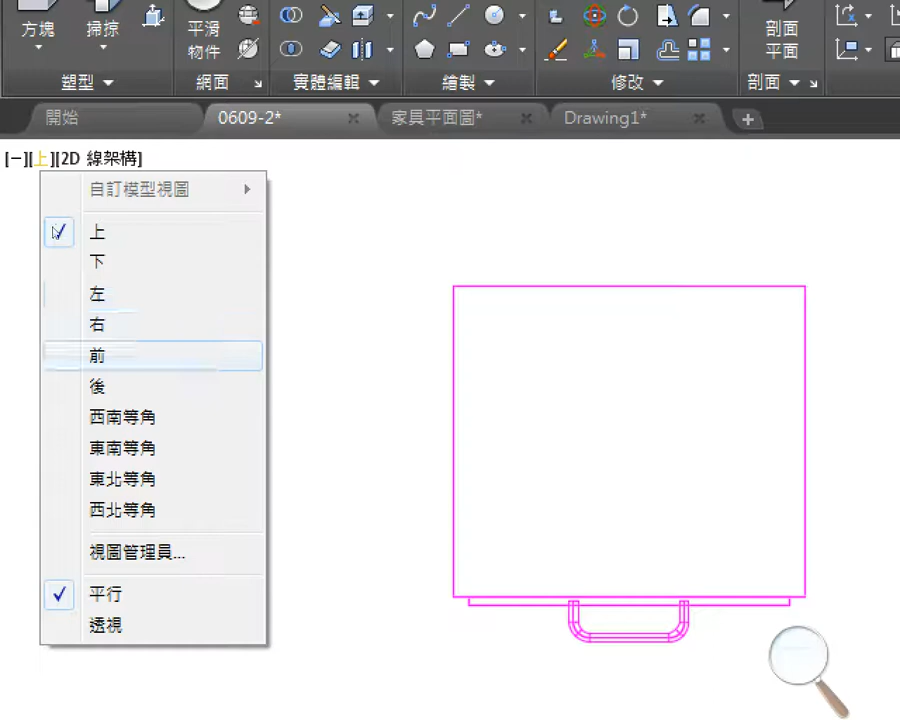 方塊
掃掠
平滑
物件
剖面
平面
塑型
網面
實體編輯
繪製
修改
剖面
開始
0609-2*
家具平面圖*
Drawing1*
[−][上][2D 線架構]
自訂模型視圖
上
下
左
右
前
後
西南等角
東南等角
東北等角
西北等角
視圖管理員...
平行
透視